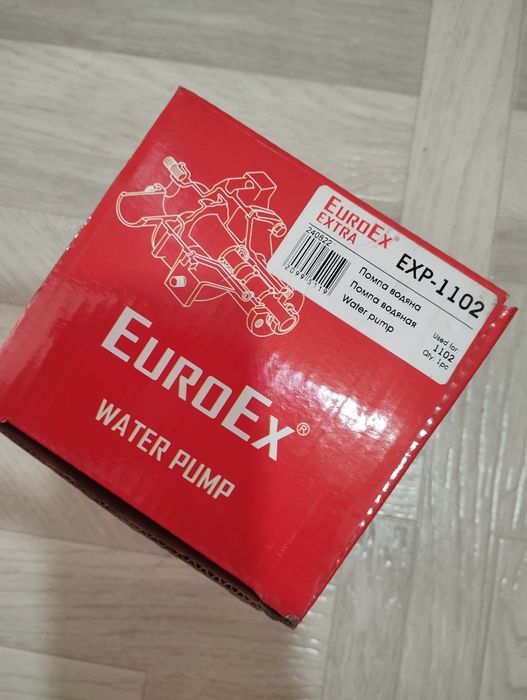 EUROEX®
EXTRA
EXP-1102
240822
2099519
Помпа водяна
Помпа водяная
Water pump
Used for:
1102
Qty: 1pc
EUROEX®
WATER PUMP